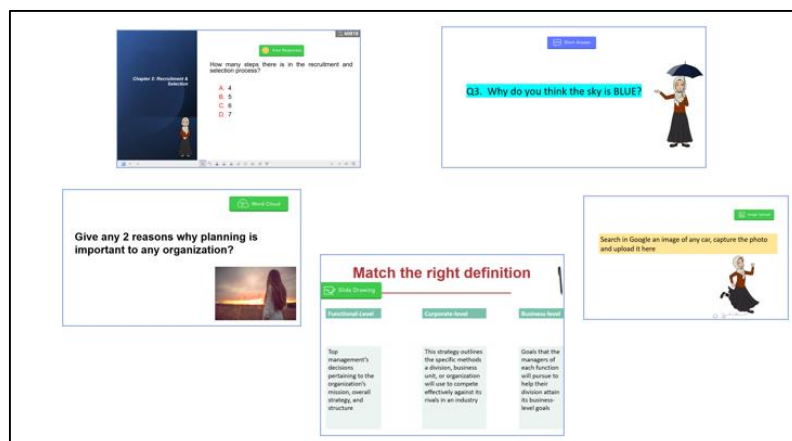 Chapter 2: Recruitment &
Selection
View Responses
How many steps there is in the recruitment and
selection process?
A. 4
B. 5
C. 6
D. 7
Short Answer
Q3. Why do you think the sky is BLUE?
Word Cloud
Give any 2 reasons why planning is
important to any organization?
Match the right definition
Slide Drawing
Functional-Level
Corporate-level
Business-level
Top
management's
decisions
pertaining to the
organization's
mission, overall
strategy, and
structure
This strategy outlines
the specific methods
a division, business
unit, or organization
will use to compete
effectively against its
rivals in an industry
Goals that the
managers of
each function
will pursue to
help their
division attain
its business-
level goals
Image Upload
Search in Google an image of any car, capture the photo
and upload it here